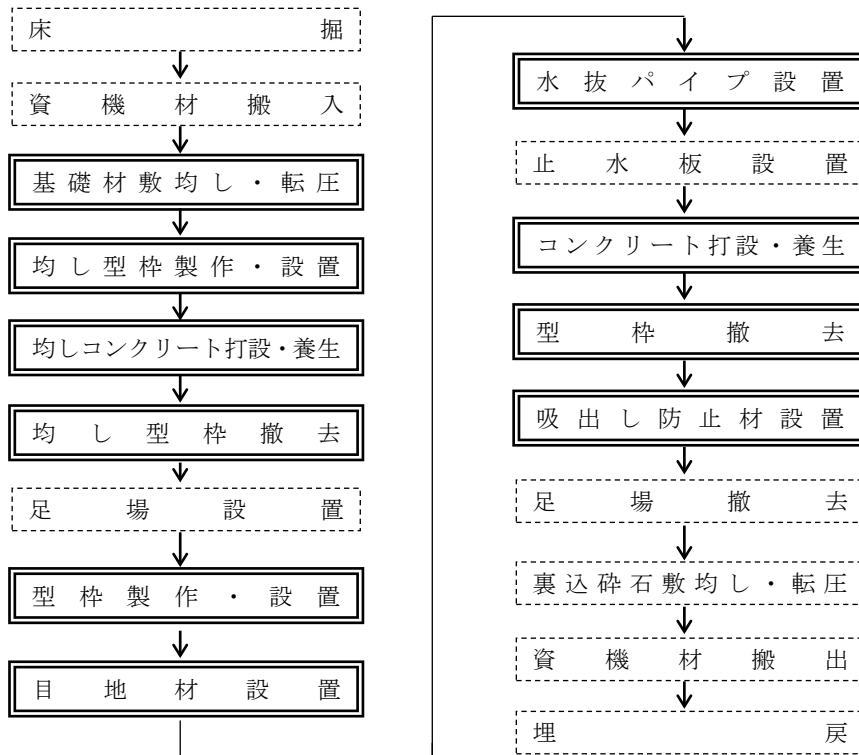 床掘
資機材搬入
基礎材敷均し・転圧
均し型枠製作・設置
均しコンクリート打設・養生
均し型枠撤去
足場設置
型枠製作・設置
目地材設置
水抜パイプ設置
止水板設置
コンクリート打設・養生
型枠撤去
吸出し防止材設置
足場撤去
裏込砕石敷均し・転圧
資機材搬出
埋戻